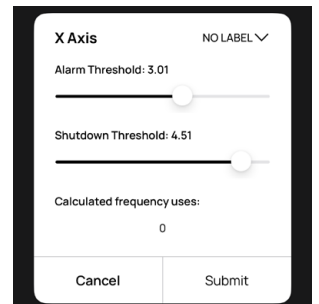 X Axis NO LABEL
Alarm Threshold: 3.01
Shutdown Threshold: 4.51
Calculated frequency uses:
0
Cancel Submit